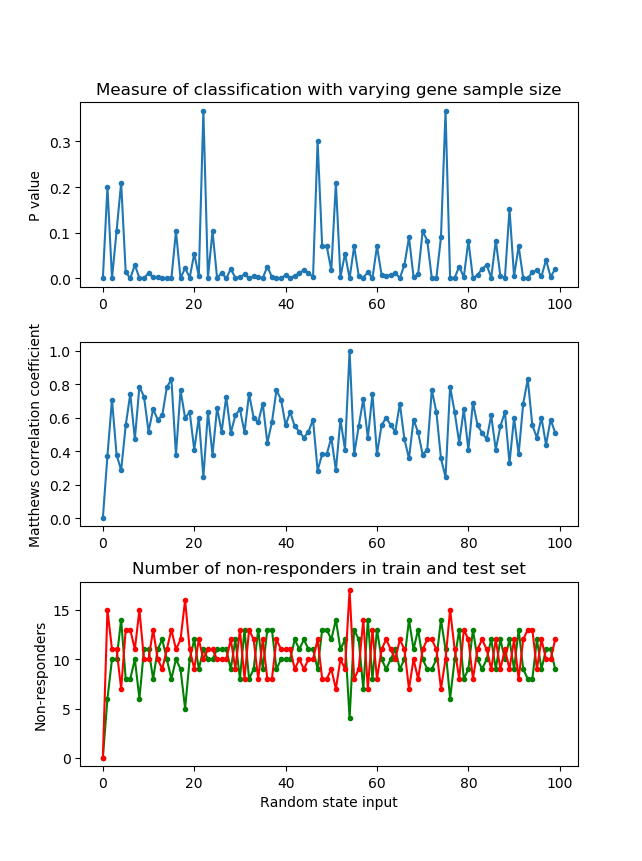 Measure of classification with varying gene sample size
P value
0.3
0.2
0.1
0.0
0 20 40 60 80 100
Matthews correlation coefficient
1.0
0.8
0.6
0.4
0.2
0.0
0 20 40 60 80 100
Number of non-responders in train and test set
Non-responders
15
10
5
0
0 20 40 60 80 100
Random state input